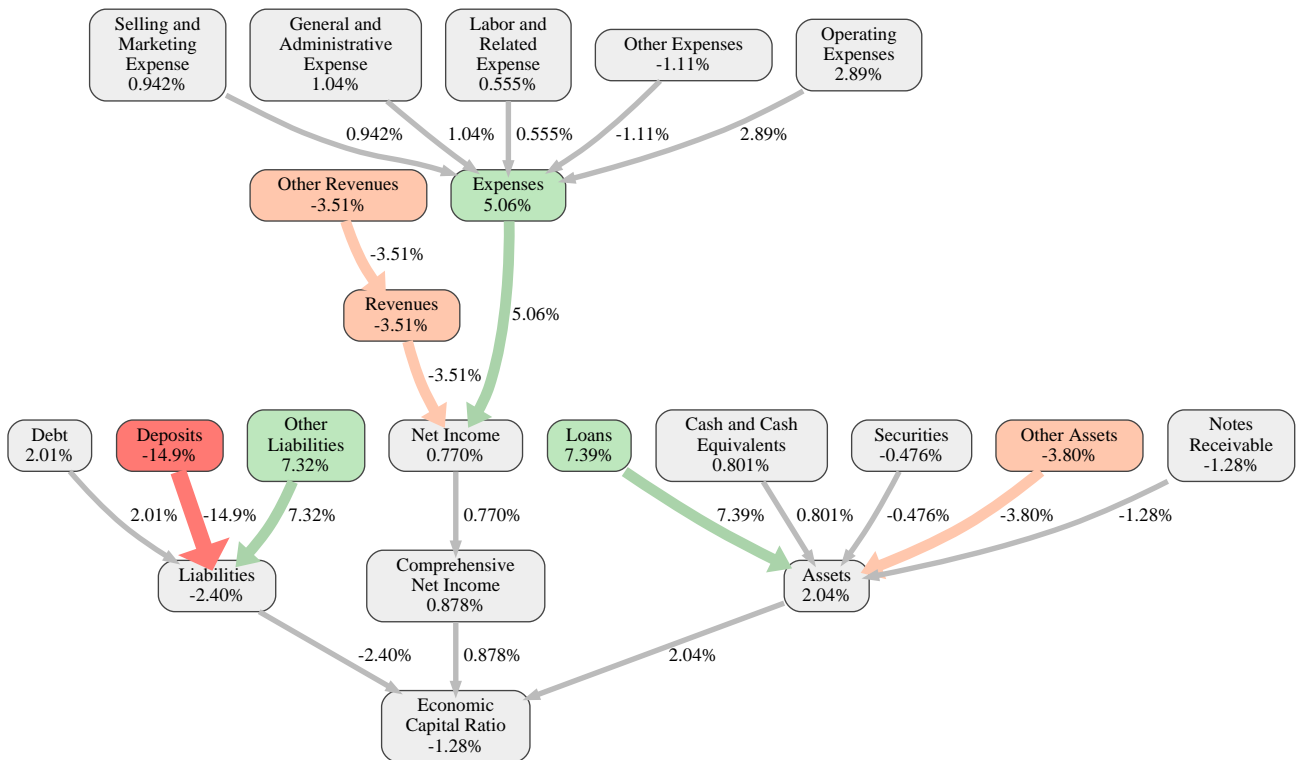 Selling and
Marketing
Expense
0.942%
General and
Administrative
Expense
1.04%
Labor and
Related
Expense
0.555%
Other Expenses
-1.11%
Operating
Expenses
2.89%
0.942%
1.04%
0.555%
-1.11%
2.89%
Other Revenues
-3.51%
Expenses
5.06%
-3.51%
Revenues
-3.51%
5.06%
-3.51%
Debt
2.01%
Deposits
-14.9%
Other
Liabilities
7.32%
Net Income
0.770%
Loans
7.39%
Cash and Cash
Equivalents
0.801%
Securities
-0.476%
Other Assets
-3.80%
Notes
Receivable
-1.28%
2.01%
-14.9%
7.32%
0.770%
7.39%
0.801%
-0.476%
-3.80%
-1.28%
Liabilities
-2.40%
Comprehensive
Net Income
0.878%
Assets
2.04%
-2.40%
0.878%
2.04%
Economic
Capital Ratio
-1.28%